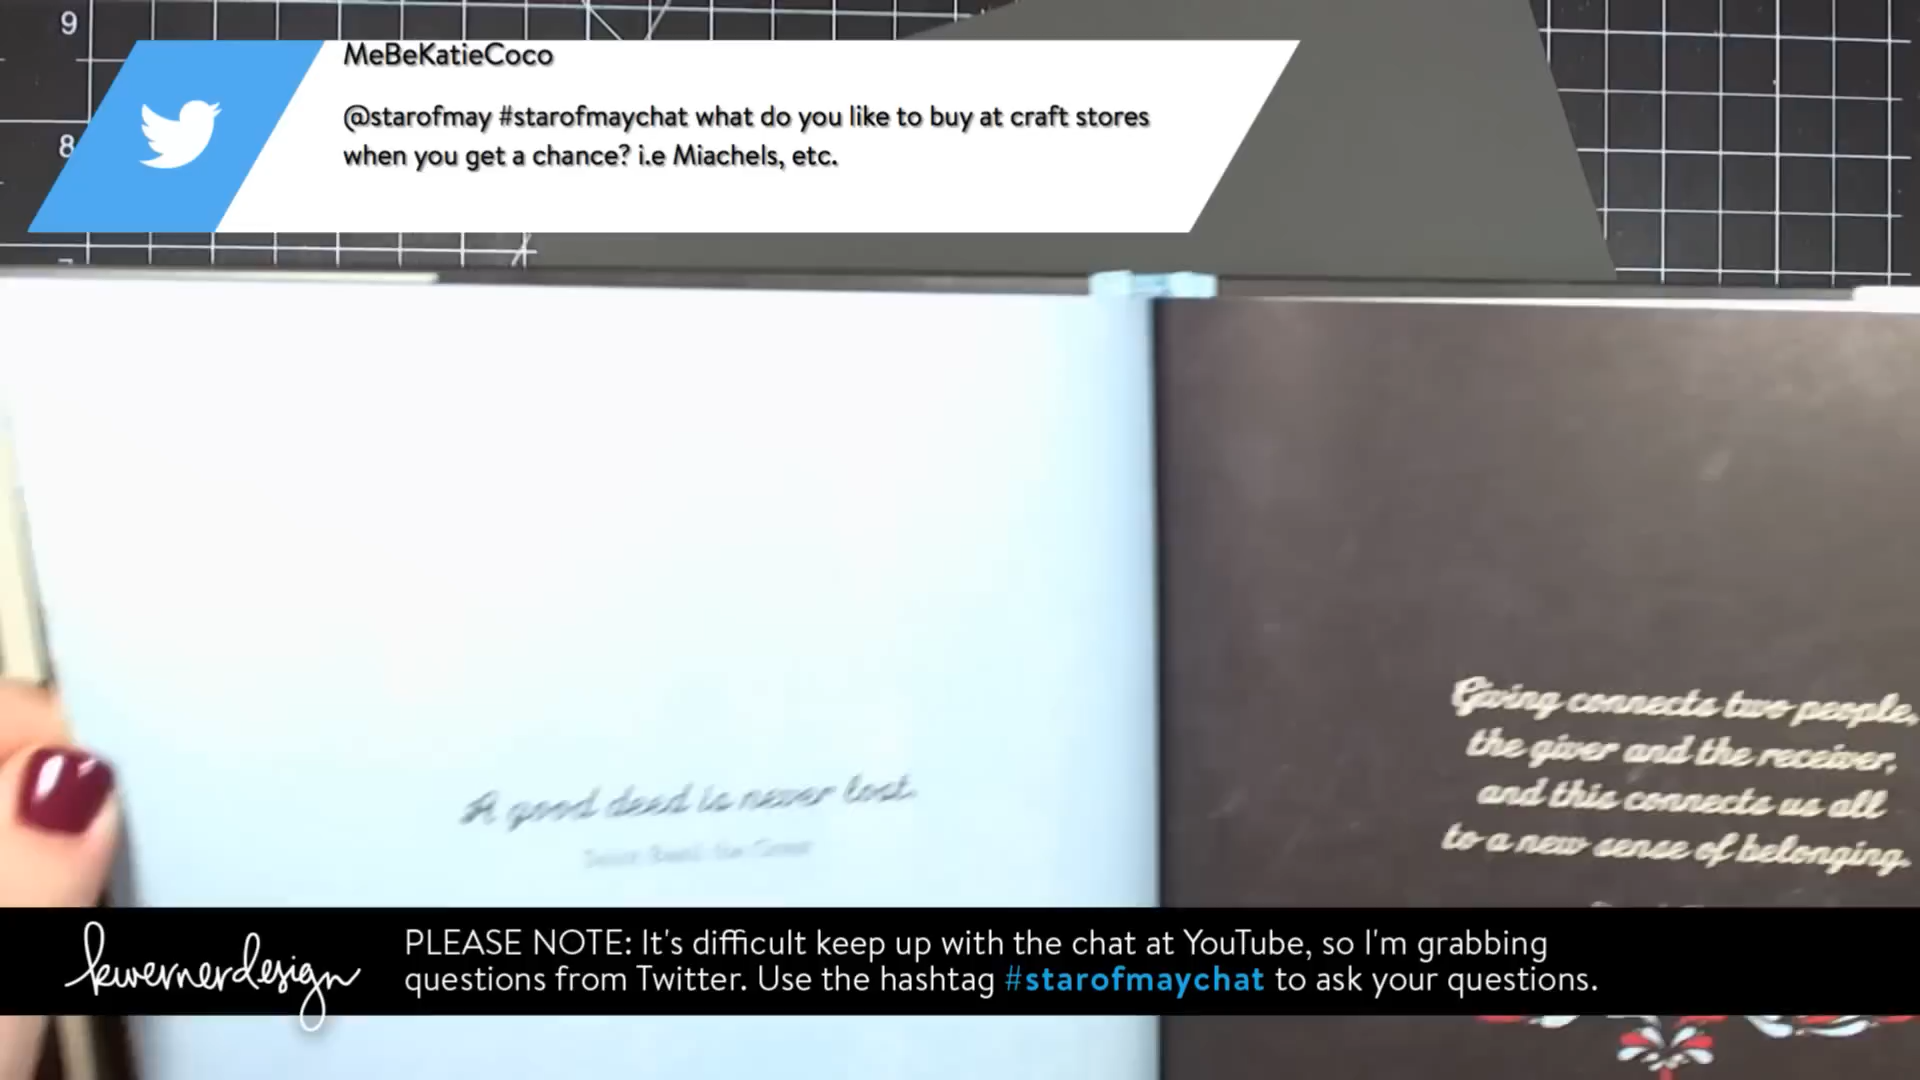 9
MeBeKatieCoco
@starofmay #starofmaychat what do you like to buy at craft stores
when you get a chance? i.e Miachels, etc.
8
A good deed is never lost.
Giving connects two people,
the giver and the receiver,
and this connects us all
to a new sense of belonging.
kwernerdesign
PLEASE NOTE: It's difficult keep up with the chat at YouTube, so I'm grabbing
questions from Twitter. Use the hashtag #starofmaychat to ask your questions.